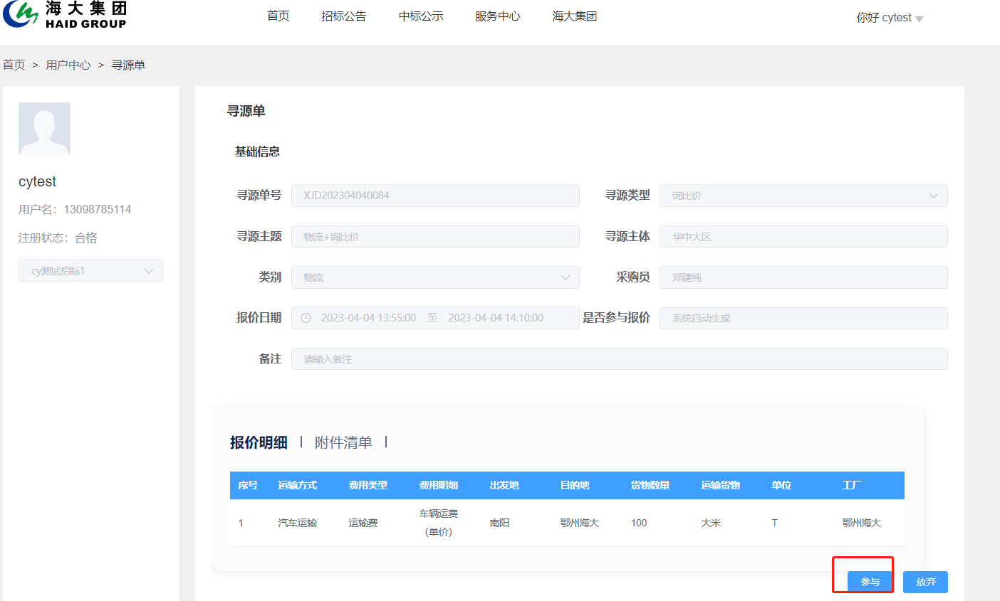 海大集团
HAID GROUP
首页 招标公告 中标公示 服务中心 海大集团
你好 cytest
首页 > 用户中心 > 寻源单
cytest
用户名：13098785114
注册状态：合格
cy测试招标1
寻源单
基础信息
寻源单号 XJD202304040084 寻源类型 询比价
寻源主题 物流+询比价 寻源主体 华中大区
类别 物流 采购员 郑建纯
报价日期 2023-04-04 13:55:00 至 2023-04-04 14:10:00 是否参与报价 系统自动生成
备注 请输入备注
报价明细 | 附件清单 |
序号 运输方式 费用类型 费用明细 出发地 目的地 货物数量 运输货物 单位 工厂
1 汽车运输 运输费 车辆运费 南阳 鄂州海大 100 大米 T 鄂州海大
（单价）
参与 放弃